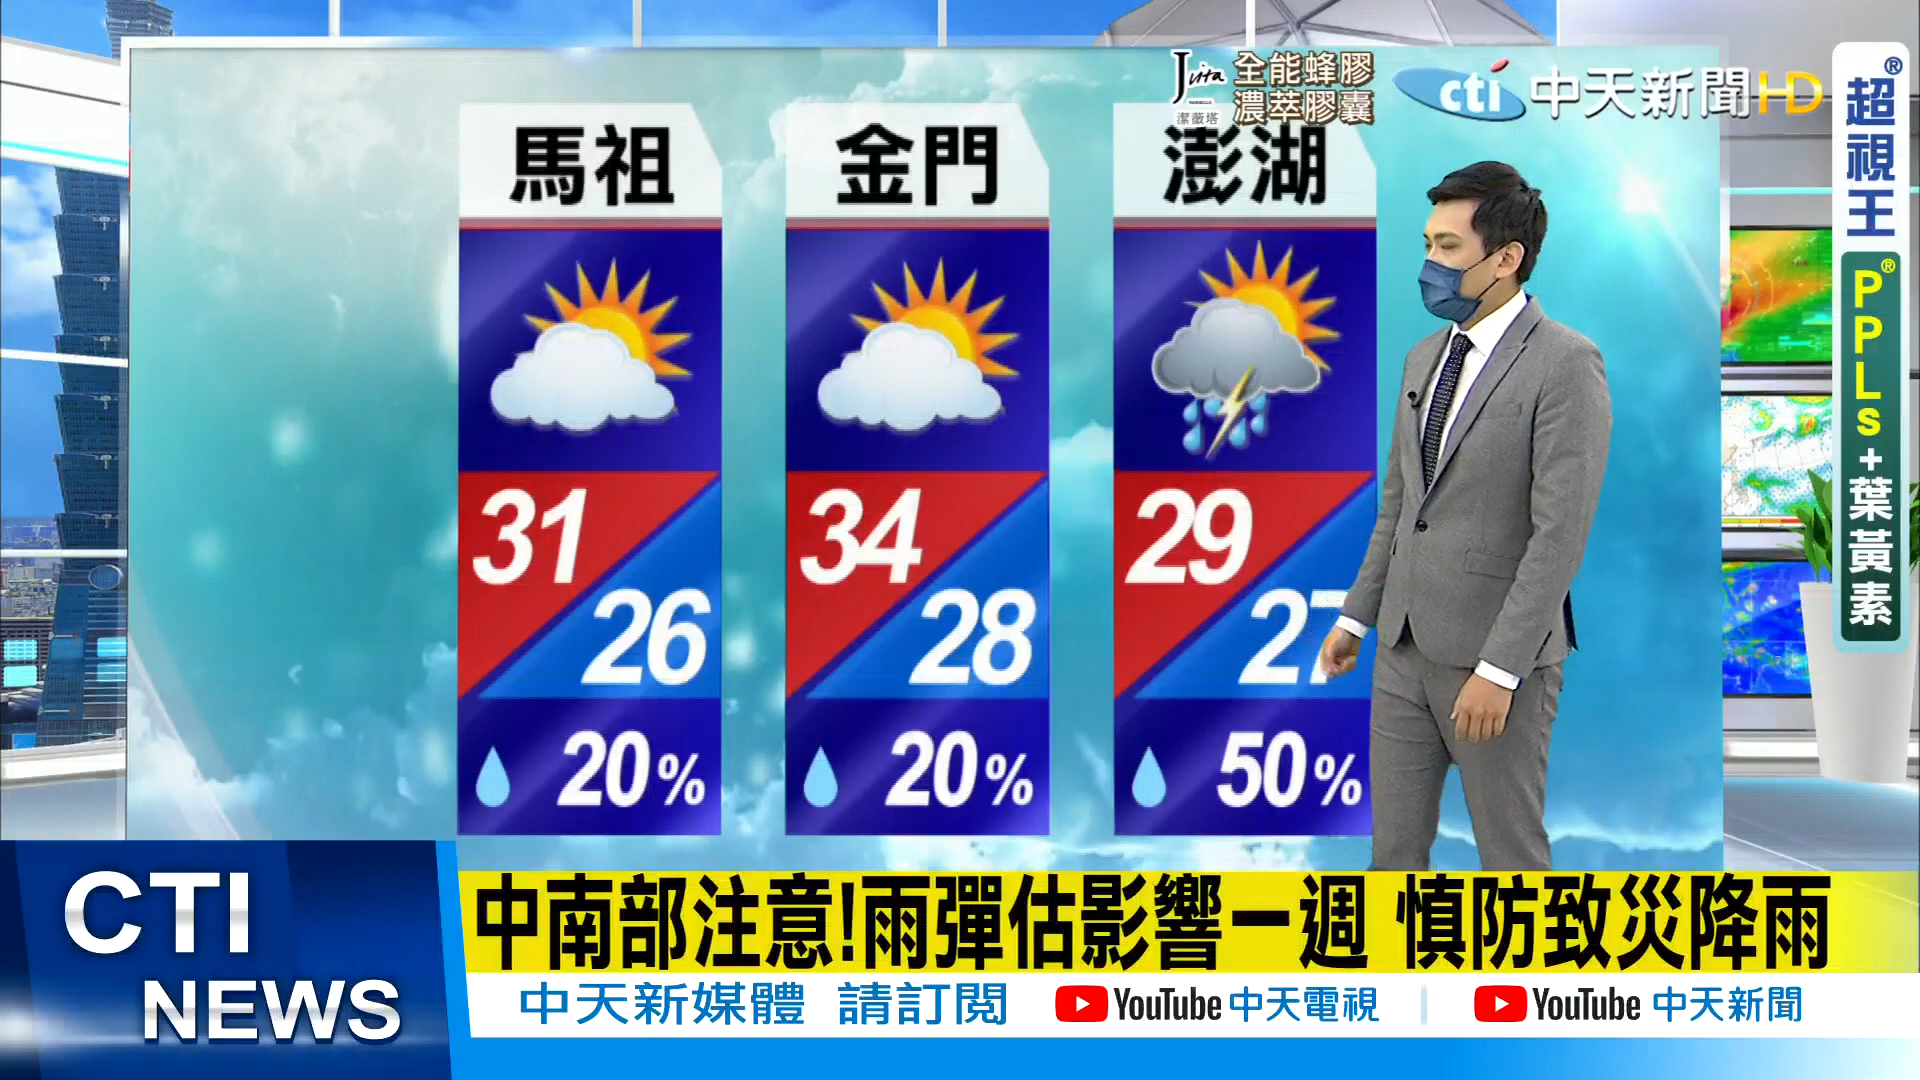 馬祖
金門
澎湖
31
26
20%
34
28
20%
29
27
50%
Jvita
潔薇塔
全能蜂膠
濃萃膠囊
cti 中天新聞HD
超視王®
PPLs®+葉黃素
CTI
NEWS
中南部注意!雨彈估影響一週 慎防致災降雨
中天新媒體 請訂閱 YouTube 中天電視 | YouTube 中天新聞